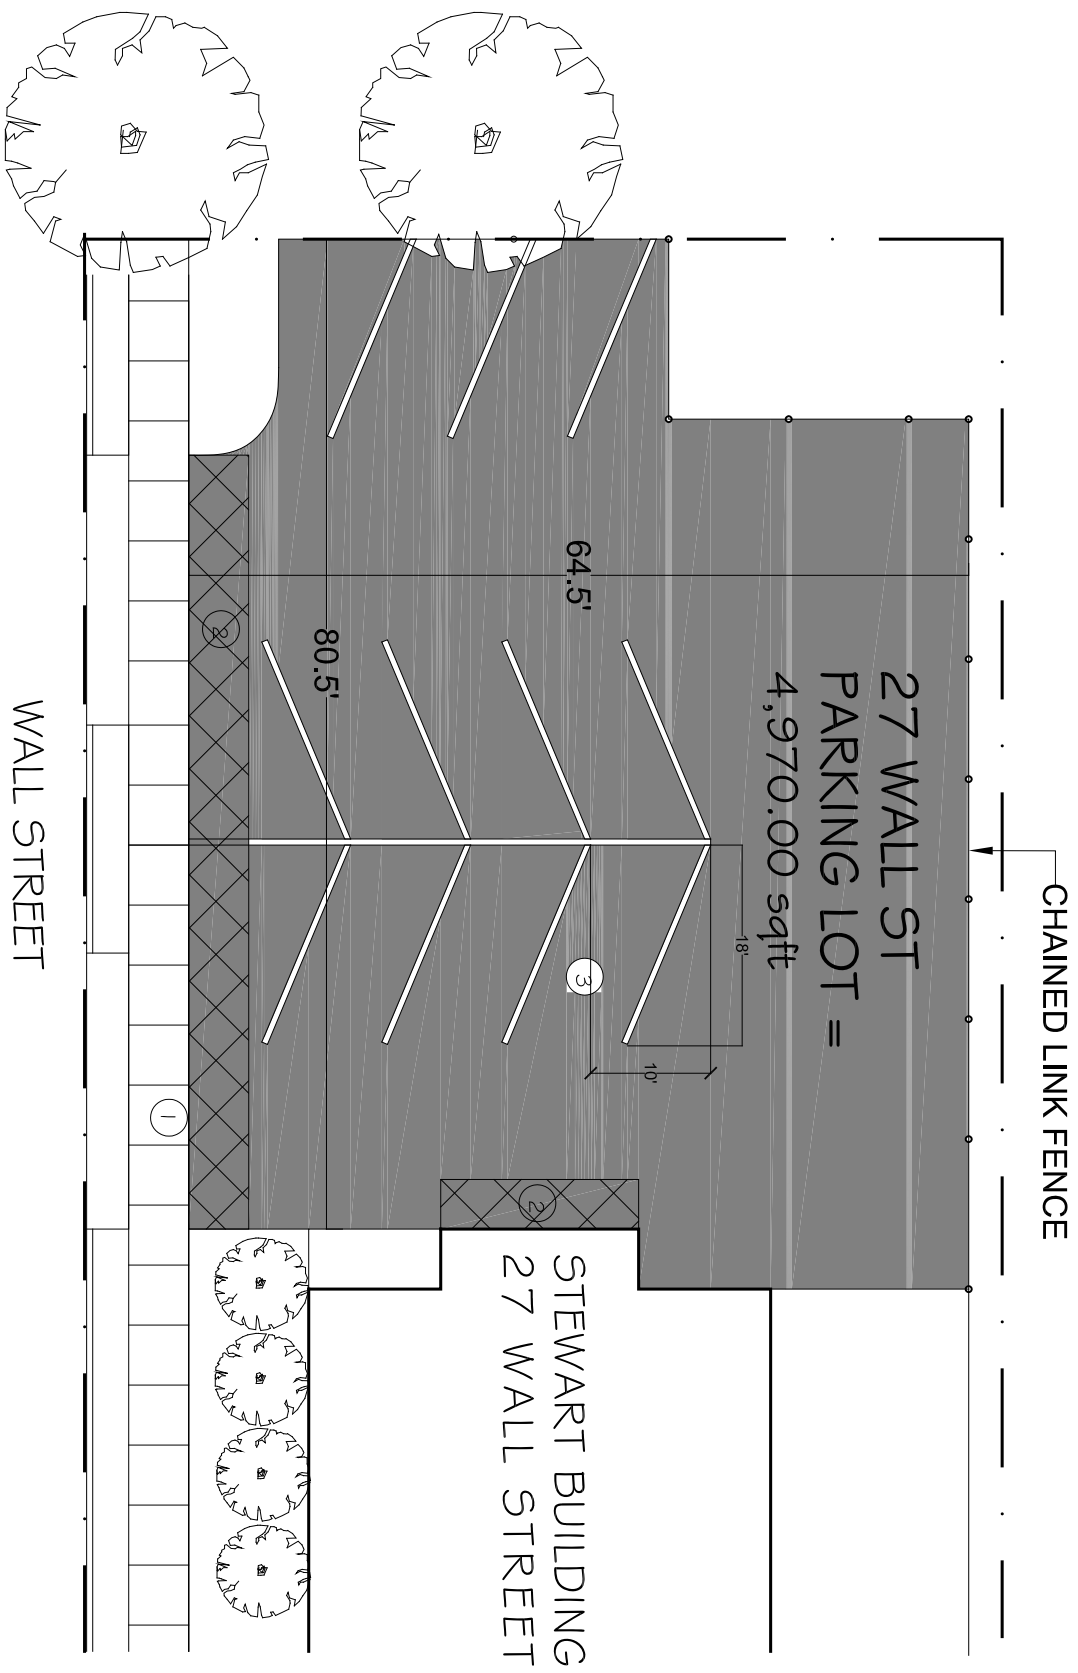 CHAINED LINK FENCE
27 WALL ST
PARKING LOT =
4,970.00 sqft
64.5'
80.5'
18'
10'
3
2
2
1
STEWART BUILDING
27 WALL STREET
WALL STREET